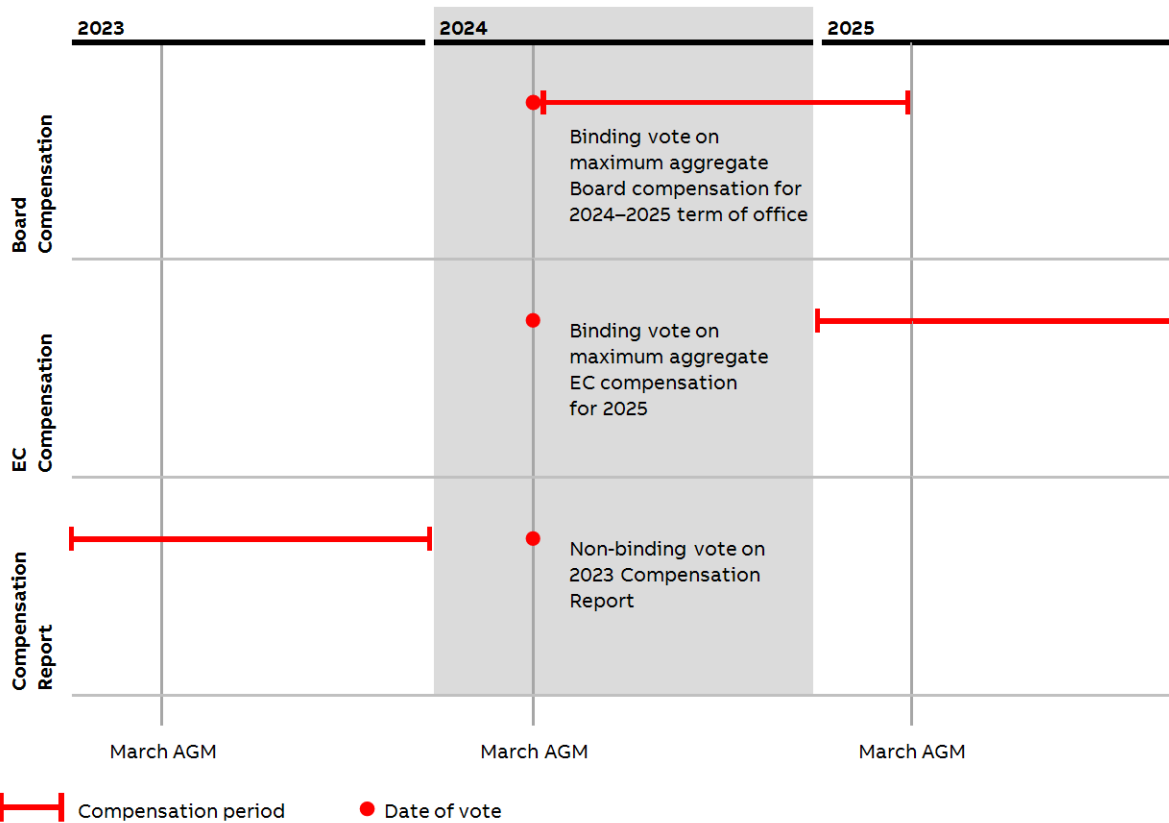 2023
2024
2025
Board
Compensation
Binding vote on
maximum aggregate
Board compensation for
2024–2025 term of office
EC
Compensation
Binding vote on
maximum aggregate
EC compensation
for 2025
Compensation
Report
Non-binding vote on
2023 Compensation
Report
March AGM
March AGM
March AGM
Compensation period
Date of vote